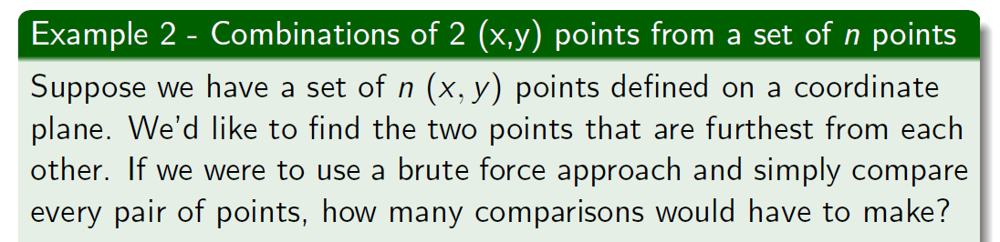 Example 2 - Combinations of 2 (x,y) points from a set of n points
Suppose we have a set of n (x, y) points defined on a coordinate
plane. We'd like to find the two points that are furthest from each
other. If we were to use a brute force approach and simply compare
every pair of points, how many comparisons would have to make?